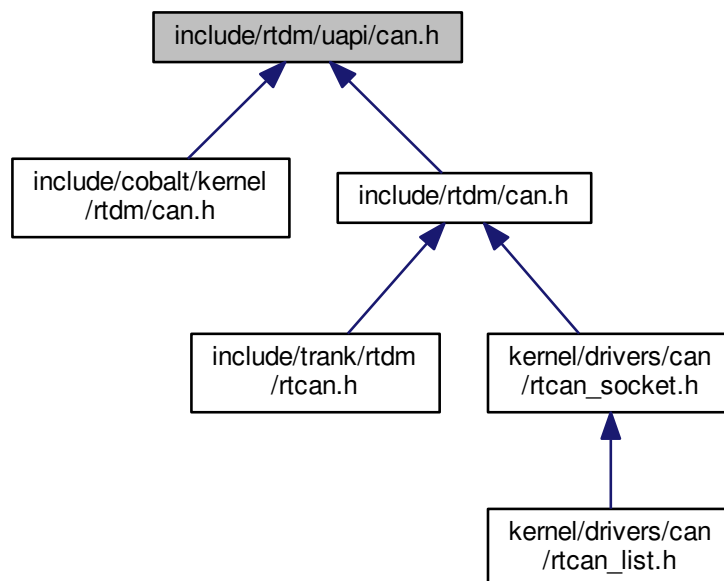 include/rtdm/uapi/can.h
include/cobalt/kernel
/rtdm/can.h
include/rtdm/can.h
include/trank/rtdm
/rtcan.h
kernel/drivers/can
/rtcan_socket.h
kernel/drivers/can
/rtcan_list.h